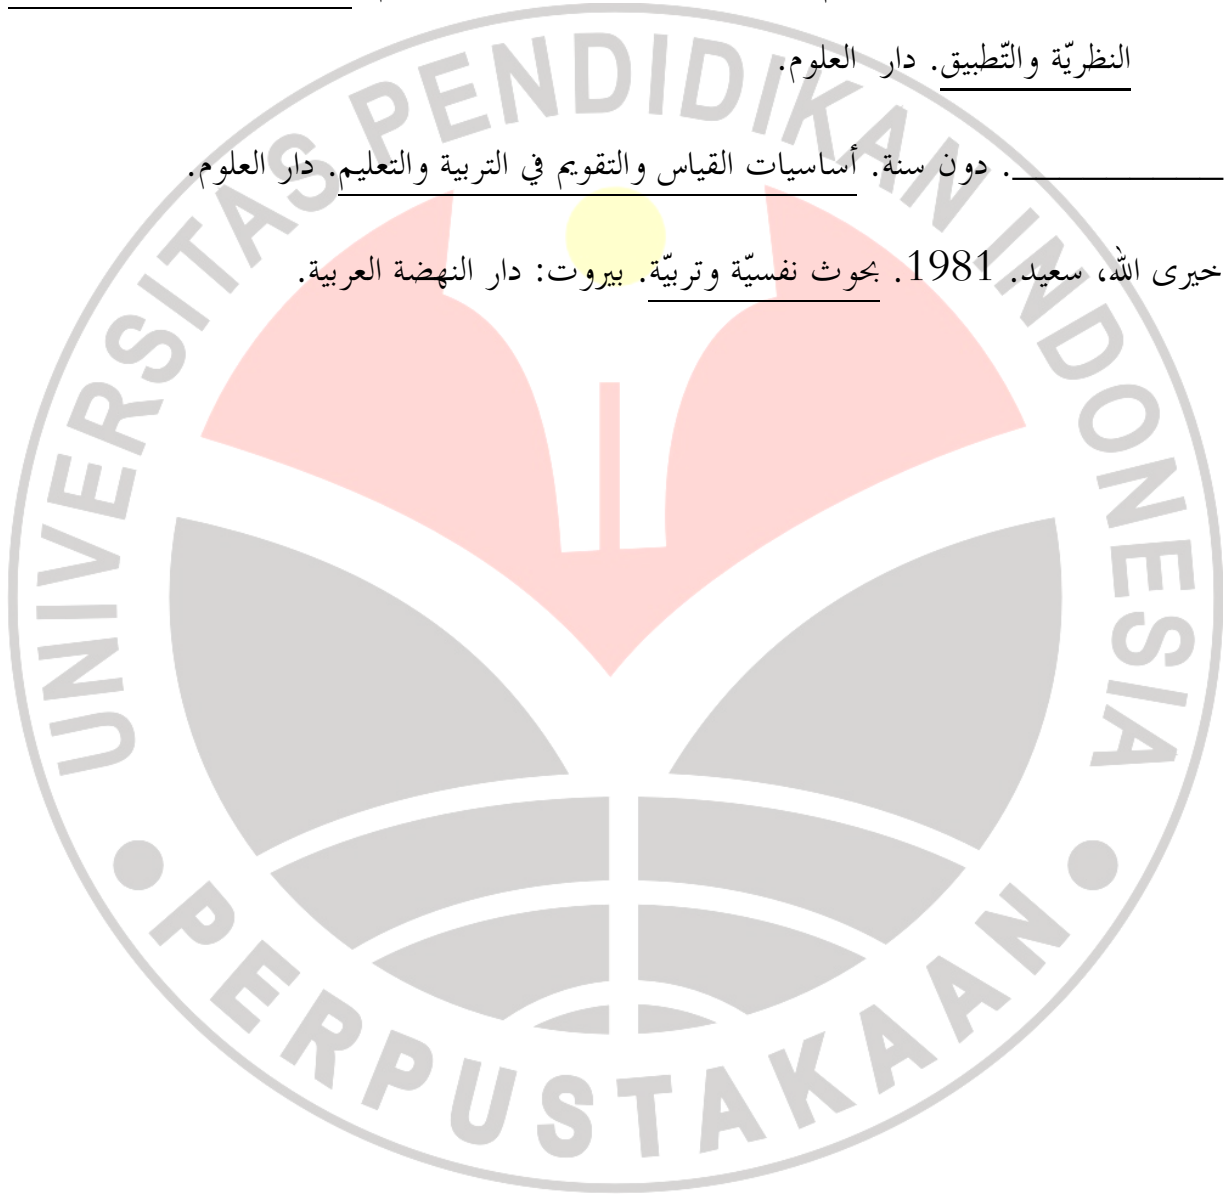 النظريّة والتّطبيق. دار العلوم.
ــــــــــــــــــــ. دون سنة. أساسيات القياس والتقويم في التربية والتعليم. دار العلوم.
خيرى الله، سعيد. 1981. بحوث نفسيّة وتربيّة. بيروت: دار النهضة العربية.
UNIVERSITAS PENDIDIKAN INDONESIA
PERPUSTAKAAN